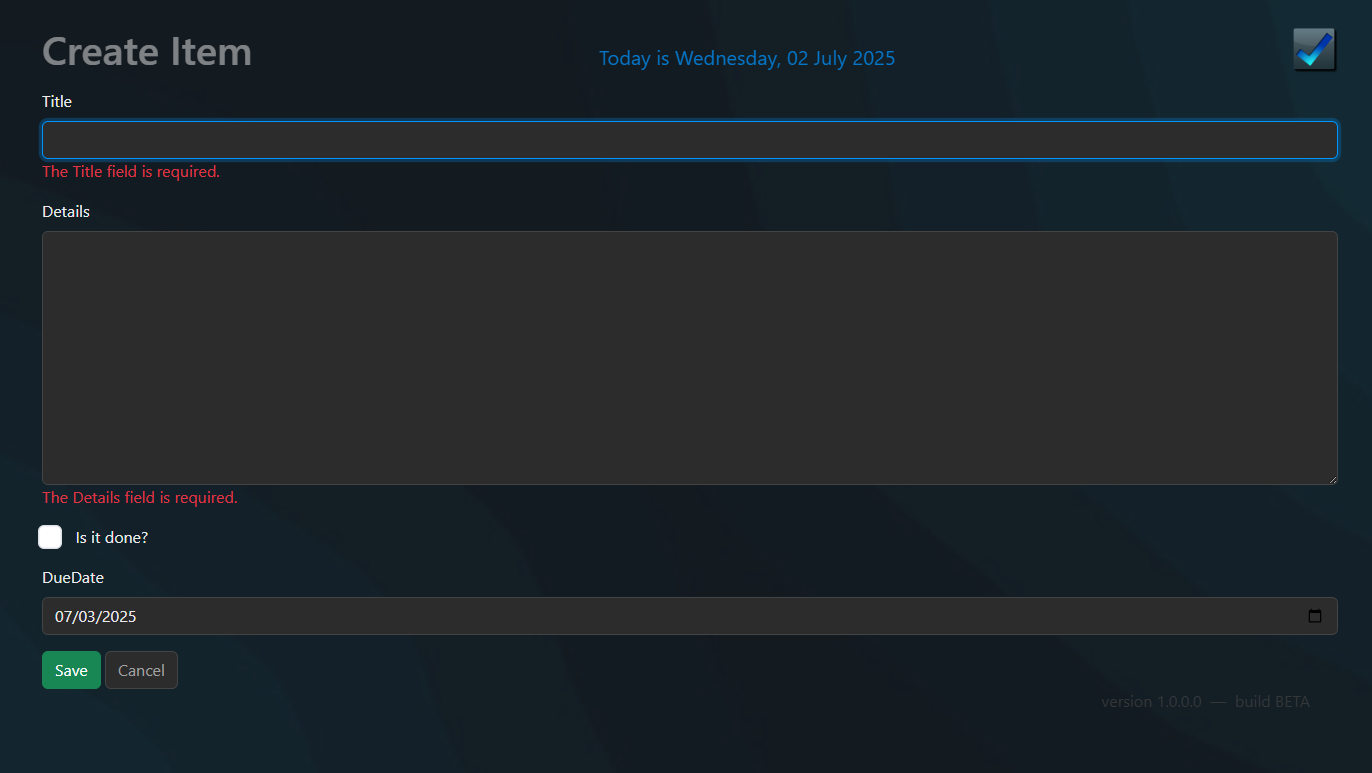 Create Item
Today is Wednesday, 02 July 2025
Title
The Title field is required.
Details
The Details field is required.
Is it done?
DueDate
07/03/2025
Save Cancel
version 1.0.0.0 — build BETA